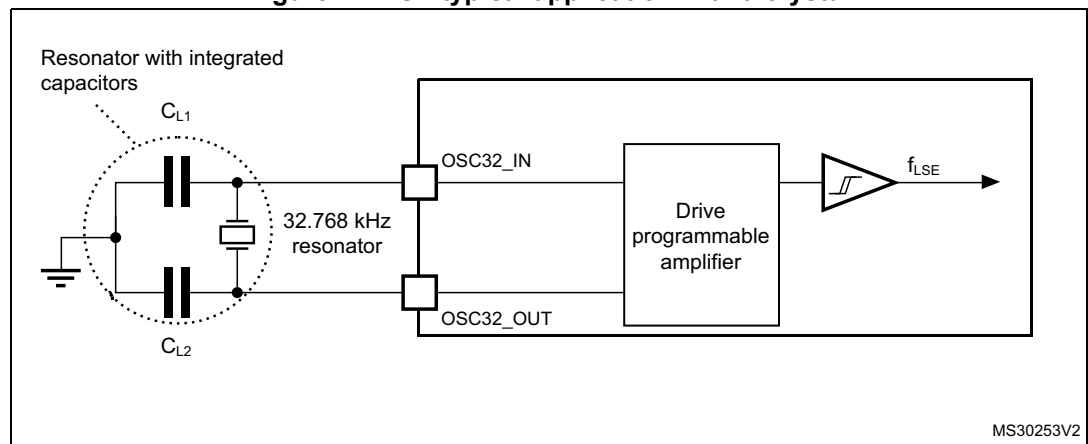 Resonator with integrated
capacitors
CL1
OSC32_IN
fLSE
32.768 kHz
resonator
Drive
programmable
amplifier
OSC32_OUT
CL2
MS30253V2